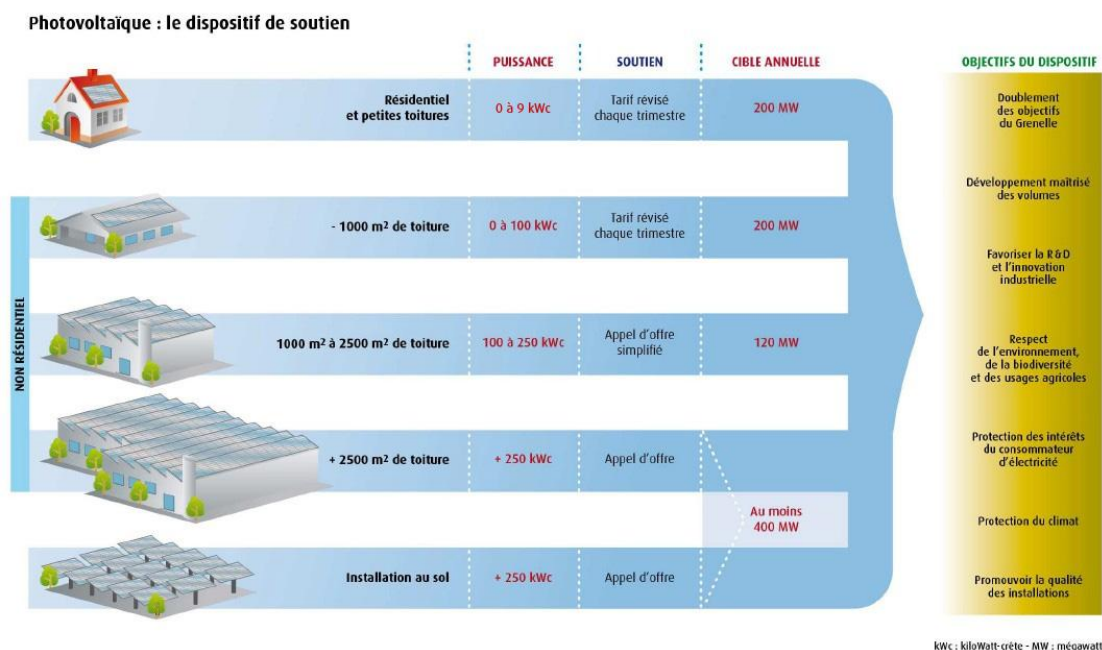 Photovoltaïque : le dispositif de soutien
PUISSANCE
SOUTIEN
CIBLE ANNUELLE
OBJECTIFS DU DISPOSITIF
Résidentiel
et petites toitures
0 à 9 kWc
Tarif révisé
chaque trimestre
200 MW
NON RÉSIDENTIEL
- 1000 m² de toiture
0 à 100 kWc
Tarif révisé
chaque trimestre
200 MW
1000 m² à 2500 m² de toiture
100 à 250 kWc
Appel d'offre
simplifié
120 MW
+ 2500 m² de toiture
+ 250 kWc
Appel d'offre
Au moins
400 MW
Installation au sol
+ 250 kWc
Appel d'offre
Doublement
des objectifs
du Grenelle
Développement maîtrisé
des volumes
Favoriser la R&D
et l'innovation
industrielle
Respect
de l'environnement,
de la biodiversité
et des usages agricoles
Protection des intérêts
du consommateur
d'électricité
Protection du climat
Promouvoir la qualité
des installations
kWc : kiloWatt-crête - MW : mégawatt